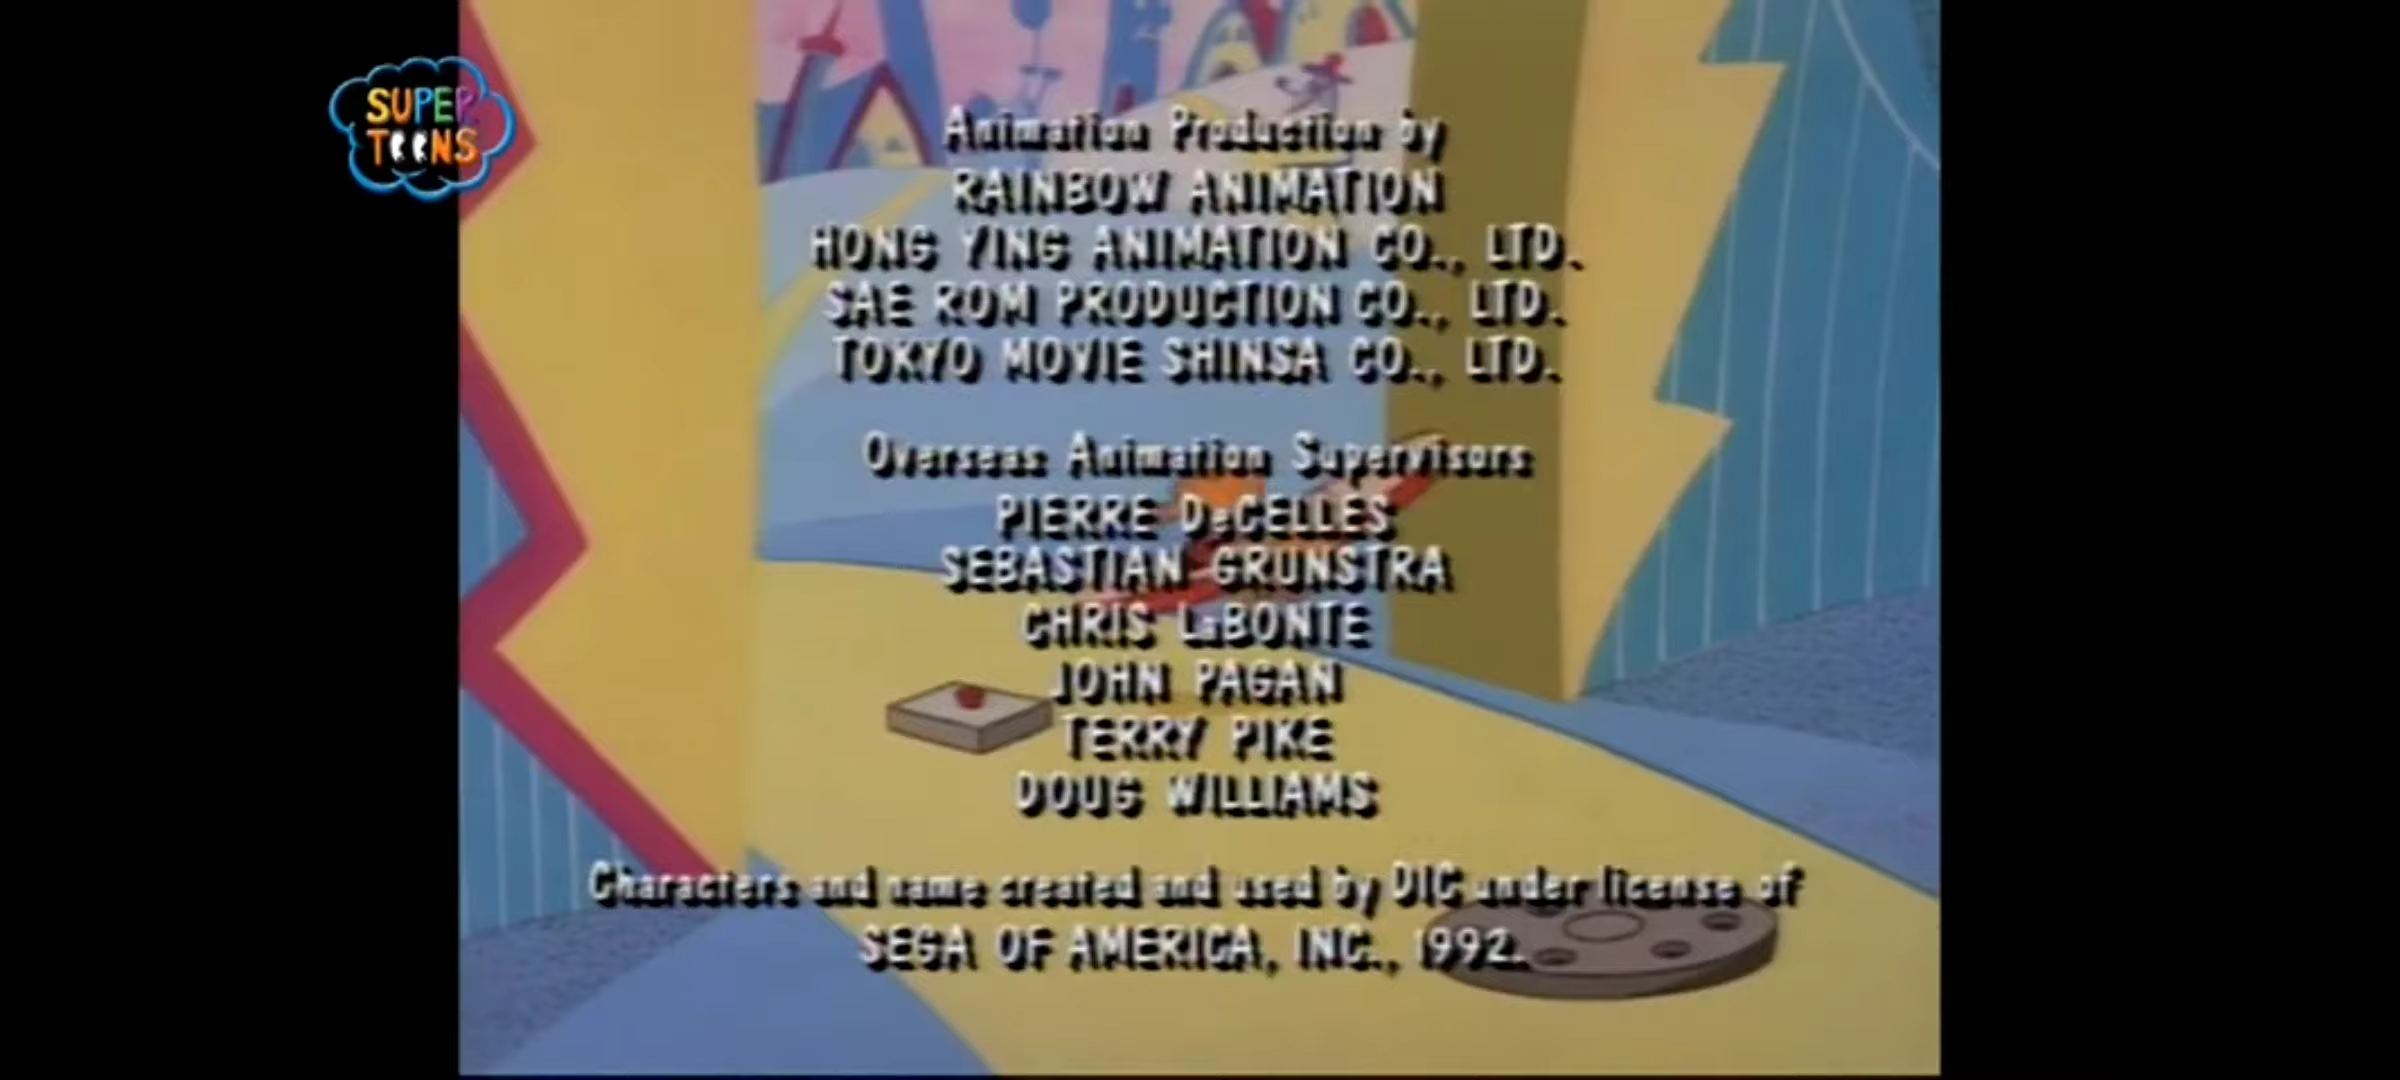 SUPER
TOONS
Animation Production by
RAINBOW ANIMATION
HONG YING ANIMATION CO., LTD.
SAE ROM PRODUCTION CO., LTD.
TOKYO MOVIE SHINSA CO., LTD.
Overseas Animation Supervisors
PIERRE DeCELLES
SEBASTIAN GRUNSTRA
CHRIS LaBONTE
JOHN PAGAN
TERRY PIKE
DOUG WILLIAMS
Characters and name created and used by DIC under license of
SEGA OF AMERICA, INC., 1992.